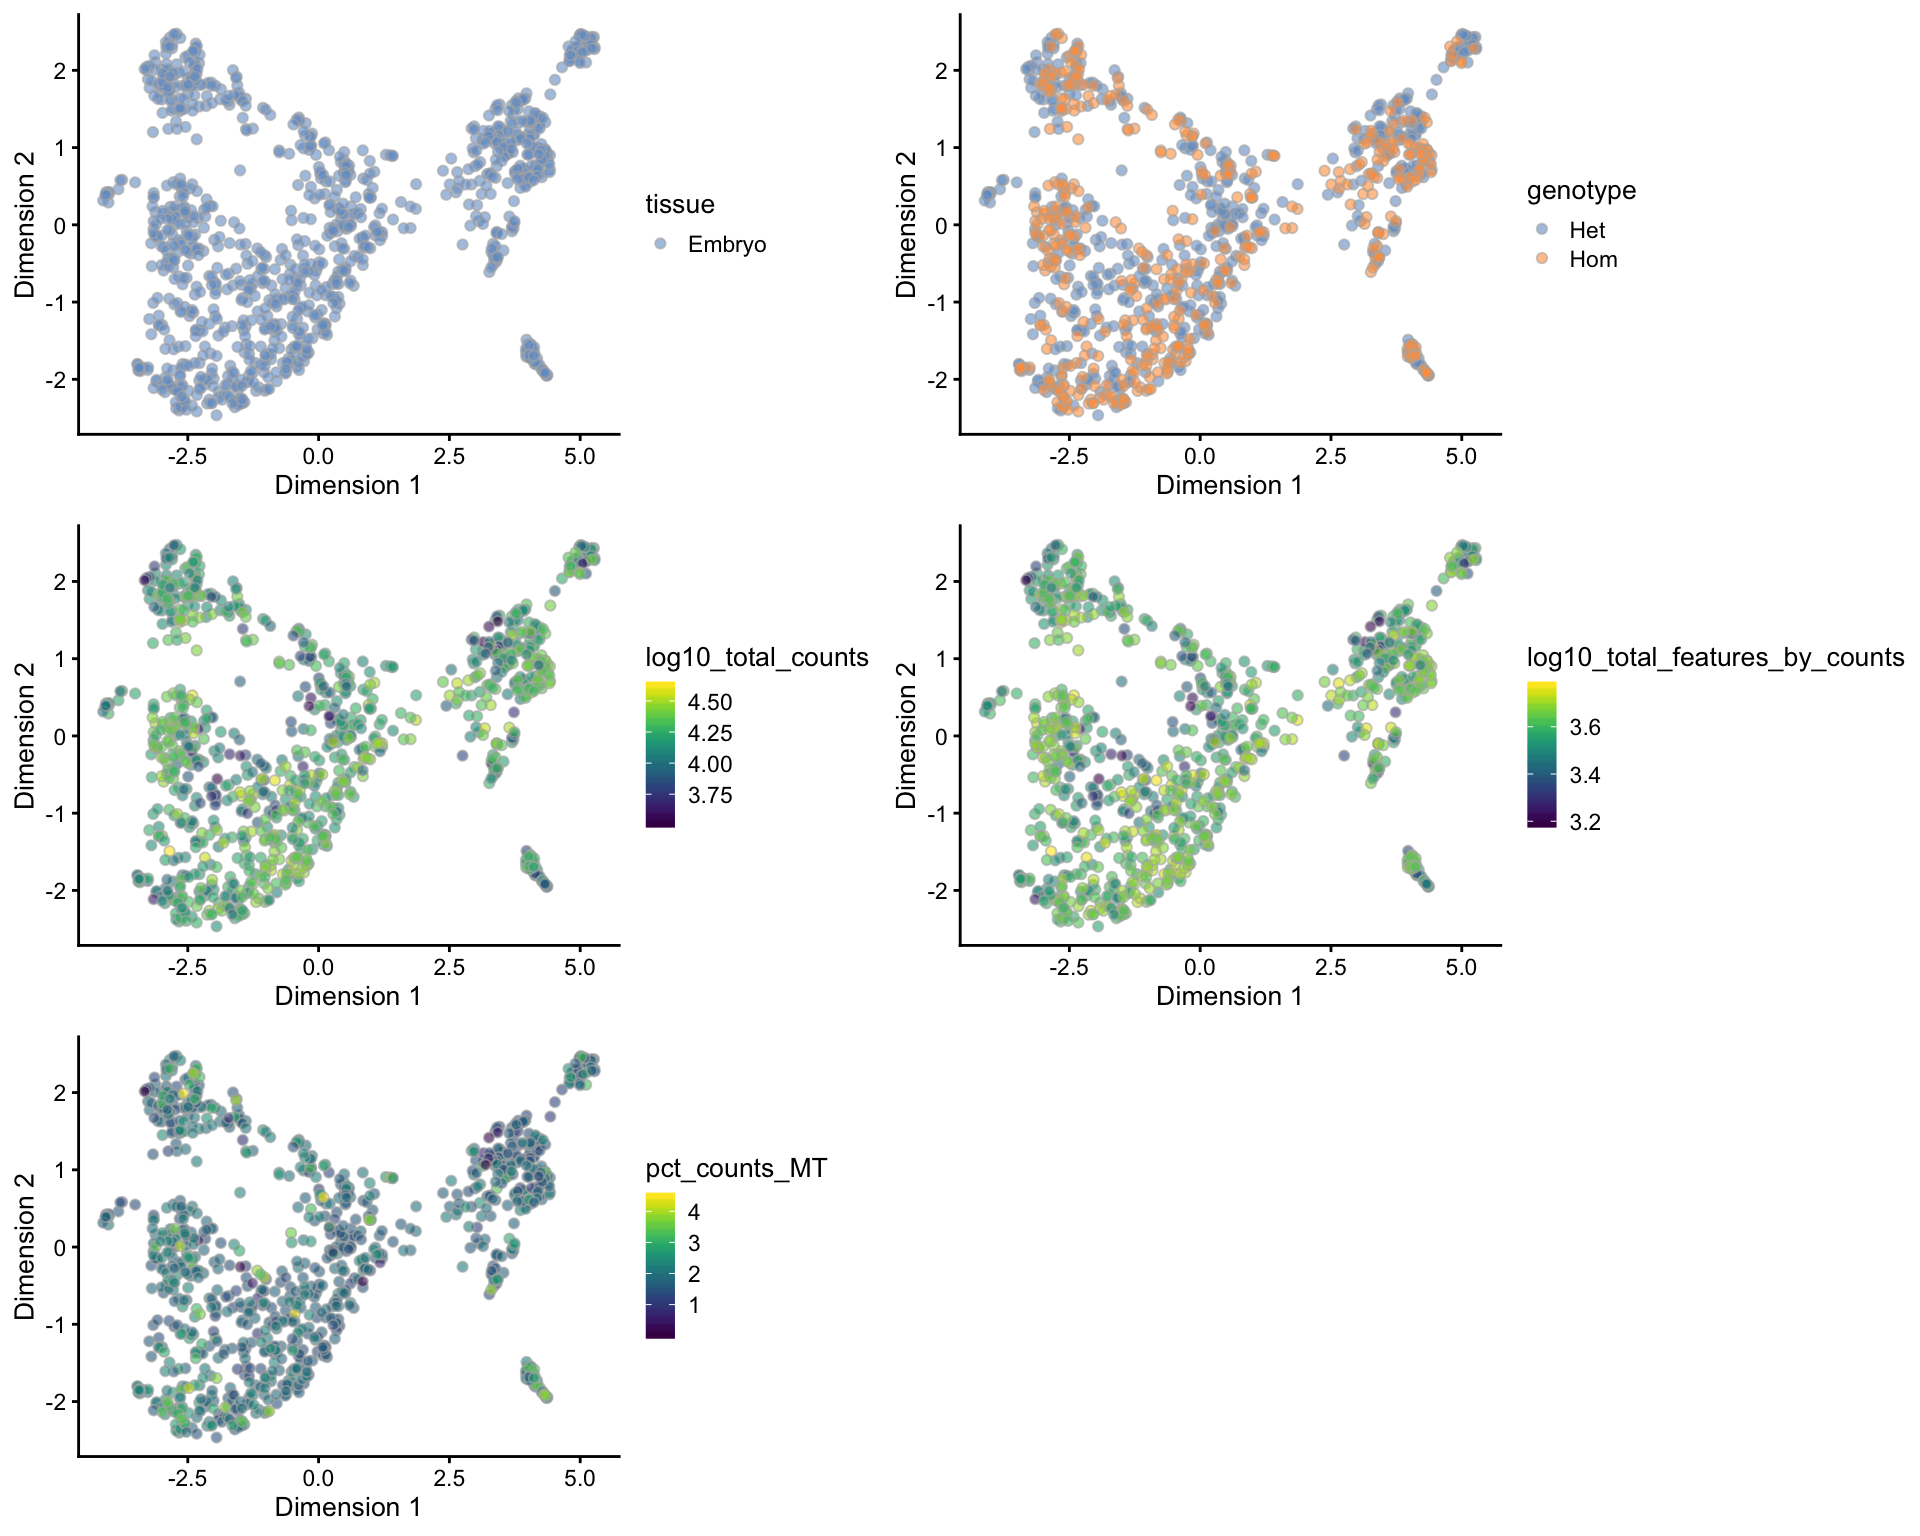 2
1
0
-1
-2
Dimension 2
-2.5 0.0 2.5 5.0
Dimension 1
tissue
Embryo
2
1
0
-1
-2
Dimension 2
-2.5 0.0 2.5 5.0
Dimension 1
genotype
Het
Hom
2
1
0
-1
-2
Dimension 2
-2.5 0.0 2.5 5.0
Dimension 1
log10_total_counts
4.50
4.25
4.00
3.75
2
1
0
-1
-2
Dimension 2
-2.5 0.0 2.5 5.0
Dimension 1
log10_total_features_by_counts
3.6
3.4
3.2
2
1
0
-1
-2
Dimension 2
-2.5 0.0 2.5 5.0
Dimension 1
pct_counts_MT
4
3
2
1